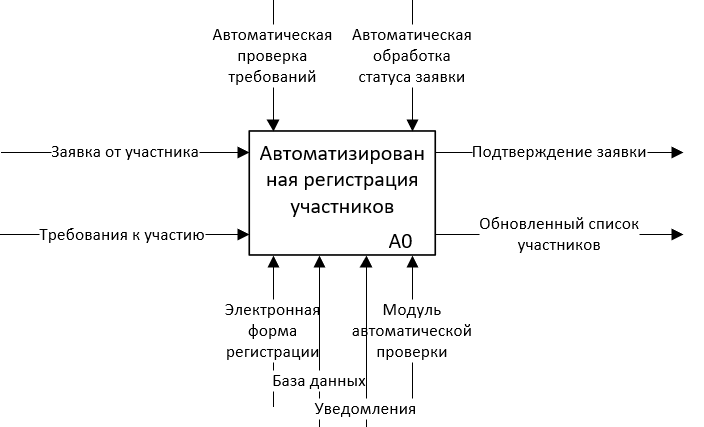 Автоматическая
проверка
требований
Автоматическая
обработка
статуса заявки
Заявка от участника
Требования к участию
Автоматизирован
ная регистрация
участников
A0
Подтверждение заявки
Обновленный список
участников
Электронная
форма
регистрации
База данных
Уведомления
Модуль
автоматической
проверки